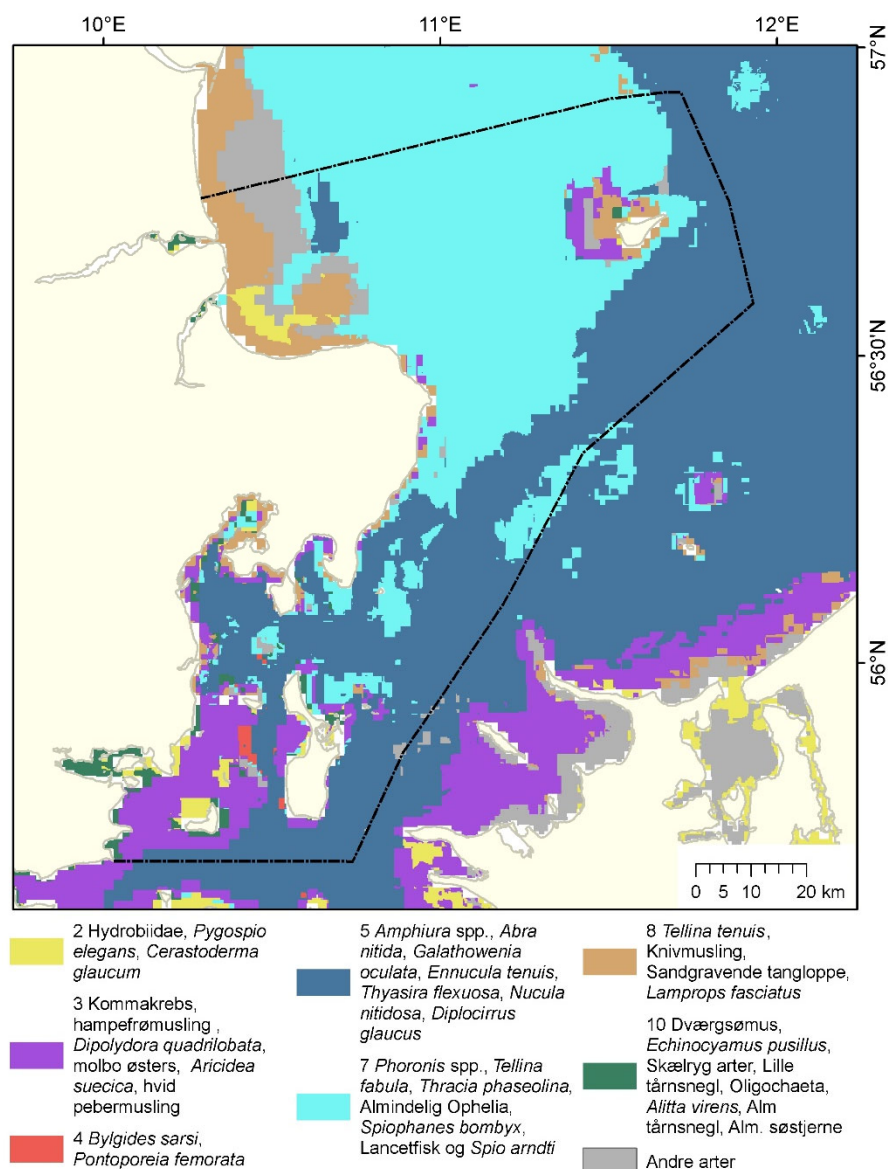 10°E
11°E
12°E
57°N
56°30'N
56°N
0 5 10 20 km
2 Hydrobiidae, Pygospio
elegans, Cerastoderma
glaucum
3 Kommakrebs,
hampefrømusling ,
Dipolydora quadrilobata,
molbo østers, Aricidea
suecica, hvid
pebermusling
4 Bylgides sarsi,
Pontoporeia femorata
5 Amphiura spp., Abra
nitida, Galathowenia
oculata, Ennucula tenuis,
Thyasira flexuosa, Nucula
nitidosa, Diplocirrus
glaucus
7 Phoronis spp., Tellina
fabula, Thracia phaseolina,
Almindelig Ophelia,
Spiophanes bombyx,
Lancetfisk og Spio arndti
8 Tellina tenuis,
Knivmusling,
Sandgravende tangloppe,
Lamprops fasciatus
10 Dværgsømus,
Echinocyamus pusillus,
Skælryg arter, Lille
tårnsnegl, Oligochaeta,
Alitta virens, Alm
tårnsnegl, Alm. søstjerne
Andre arter